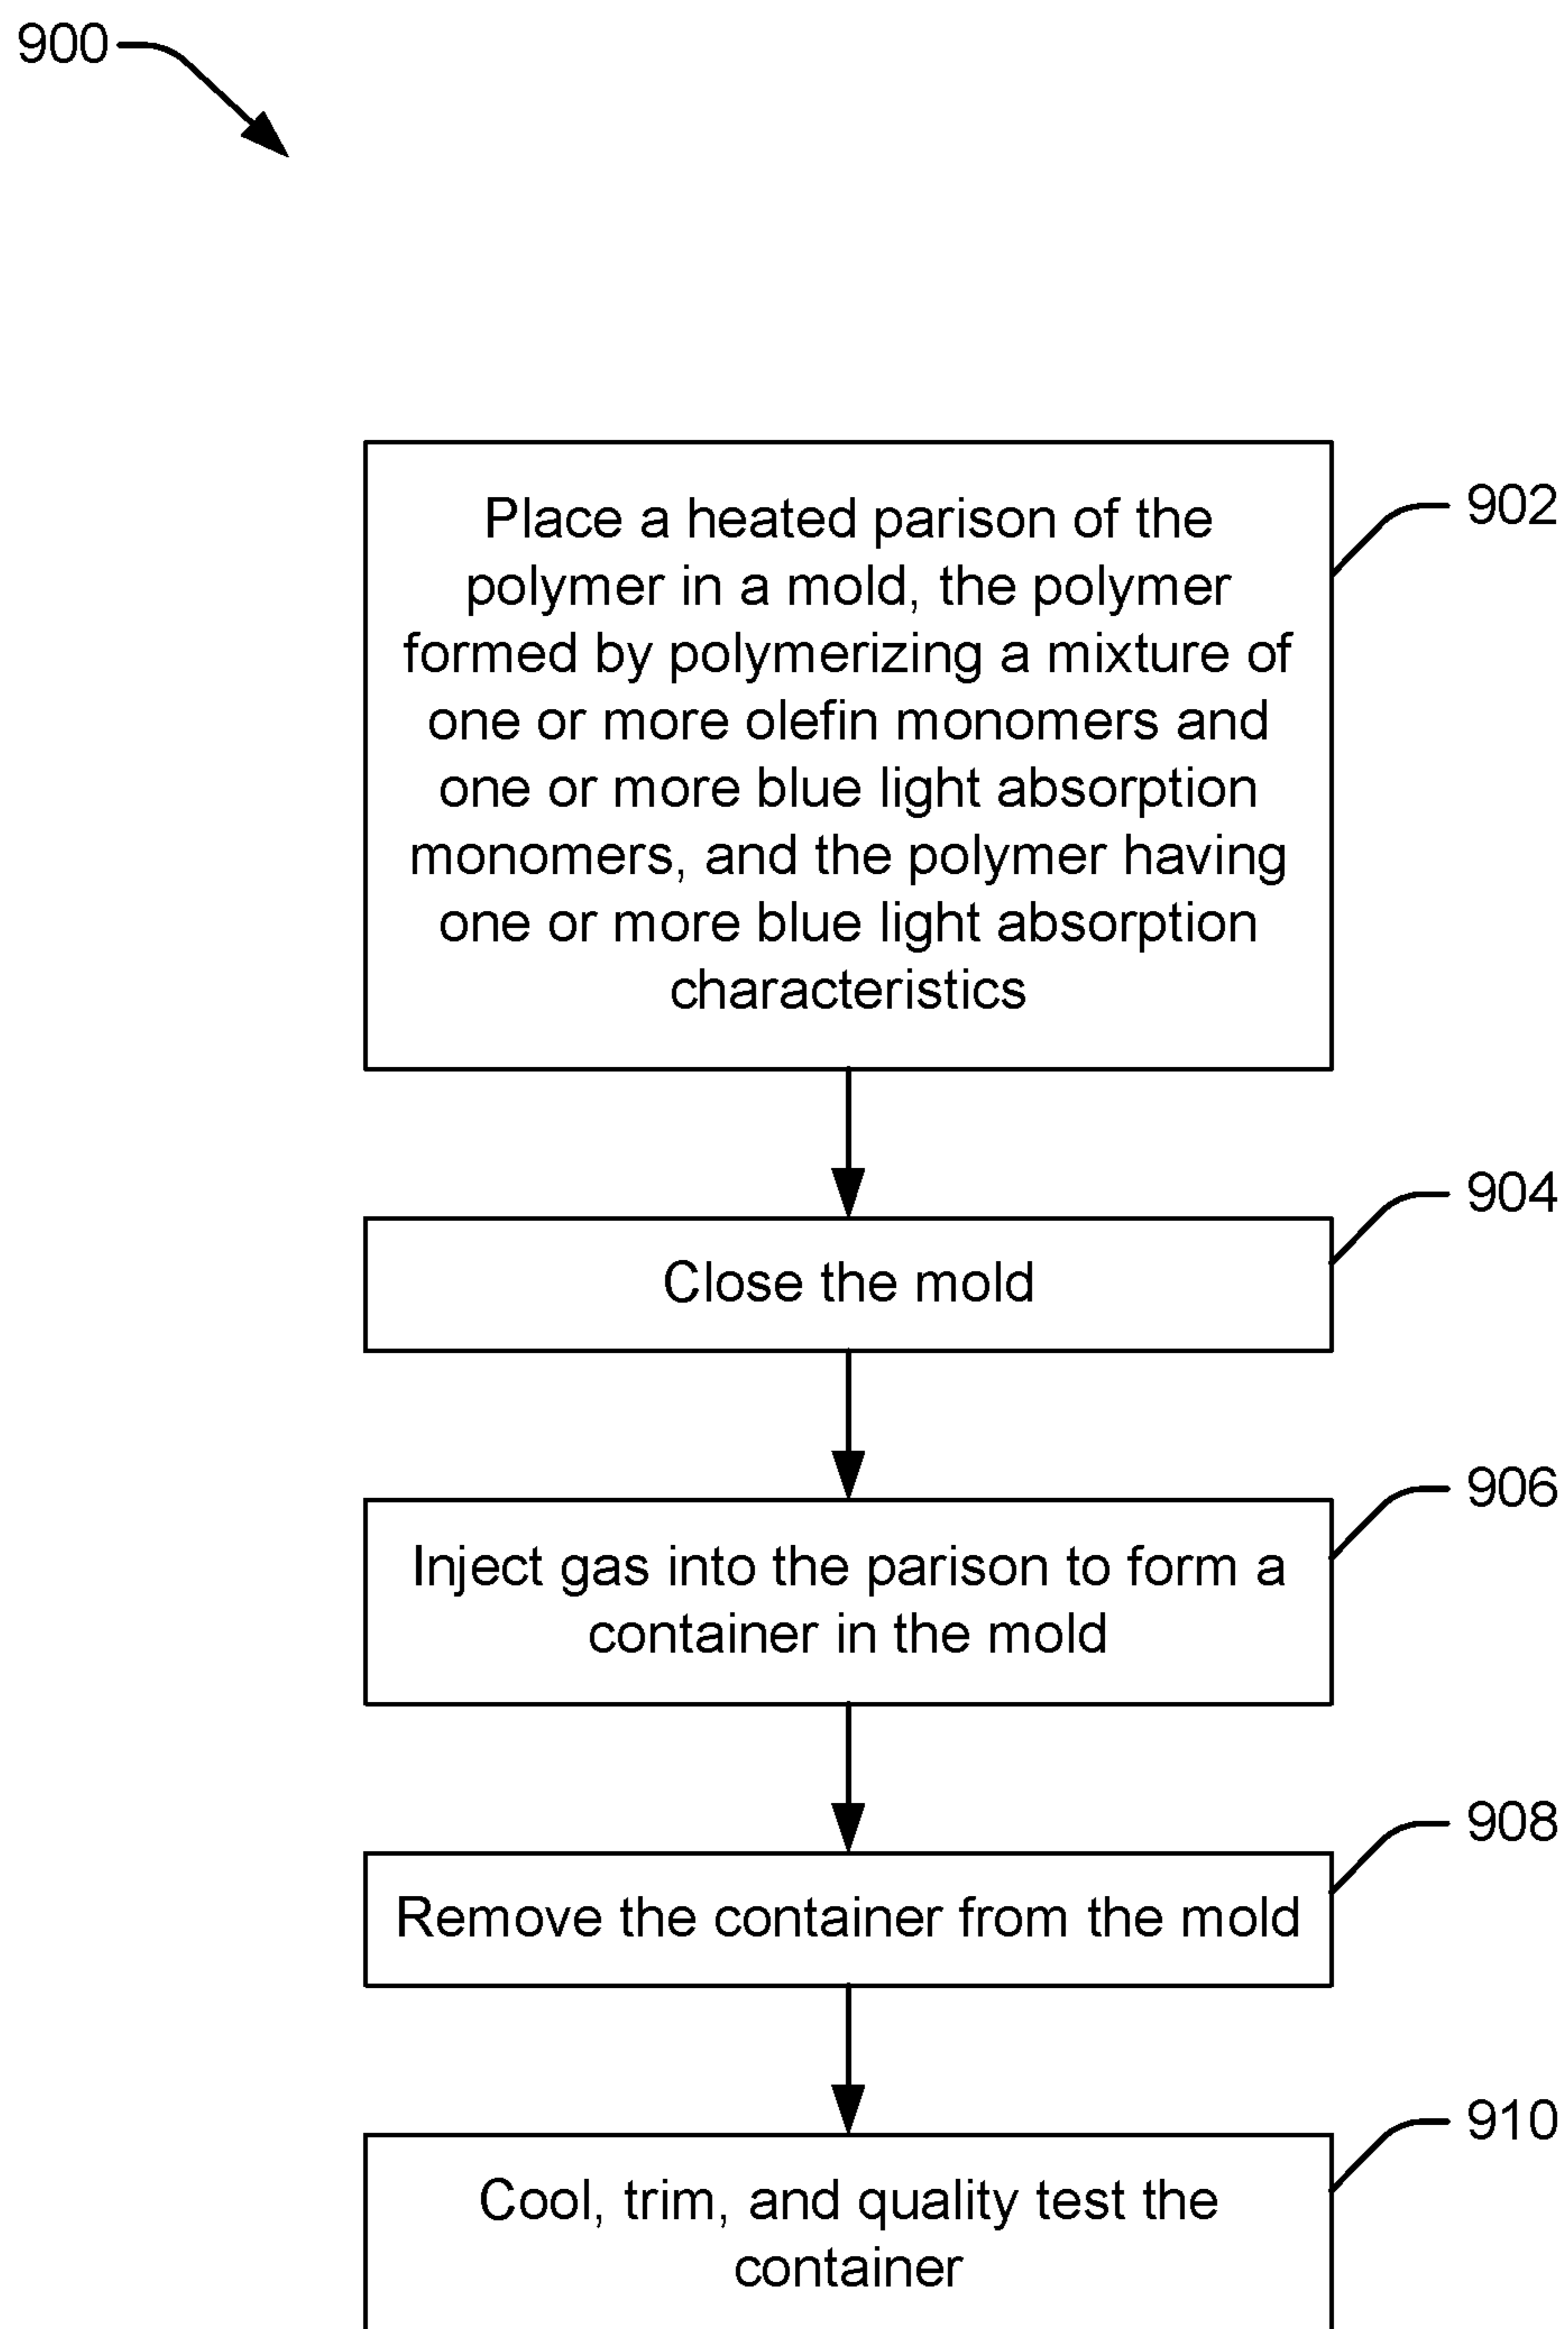 900
Place a heated parison of the
polymer in a mold, the polymer
formed by polymerizing a mixture of
one or more olefin monomers and
one or more blue light absorption
monomers, and the polymer having
one or more blue light absorption
characteristics
902
Close the mold
904
Inject gas into the parison to form a
container in the mold
906
Remove the container from the mold
908
Cool, trim, and quality test the
container
910